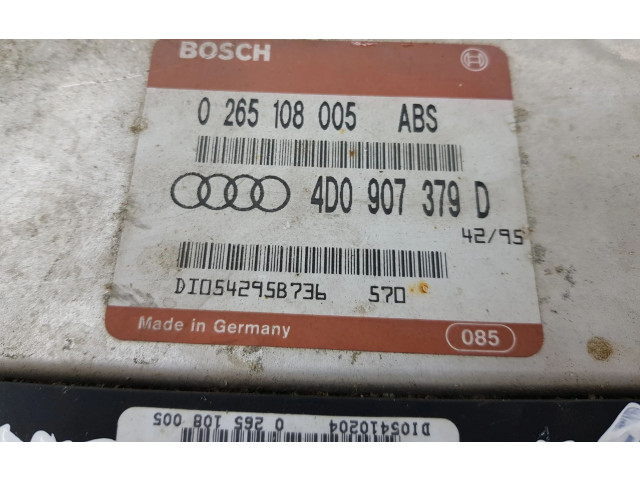 BOSCH
0 265 108 005 ABS
4D0 907 379 D
42/95
DI054295B736 570
Made in Germany 085
DI05410204
0 265 108 005